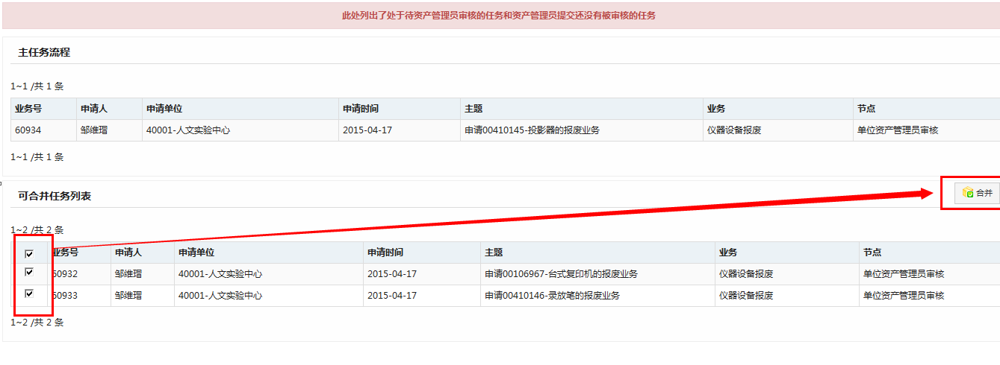 此处列出了处于待资产管理员审核的任务和资产管理员提交还没有被审核的任务
主任务流程
1~1 /共 1 条
业务号 申请人 申请单位 申请时间 主题 业务 节点
60934 邹维瑁 40001-人文实验中心 2015-04-17 申请00410145-投影器的报废业务 仪器设备报废 单位资产管理员审核
1~1 /共 1 条
可合并任务列表 合并
1~2 /共 2 条
业务号 申请人 申请单位 申请时间 主题 业务 节点
60932 邹维瑁 40001-人文实验中心 2015-04-17 申请00106967-台式复印机的报废业务 仪器设备报废 单位资产管理员审核
60933 邹维瑁 40001-人文实验中心 2015-04-17 申请00410146-录放笔的报废业务 仪器设备报废 单位资产管理员审核
1~2 /共 2 条